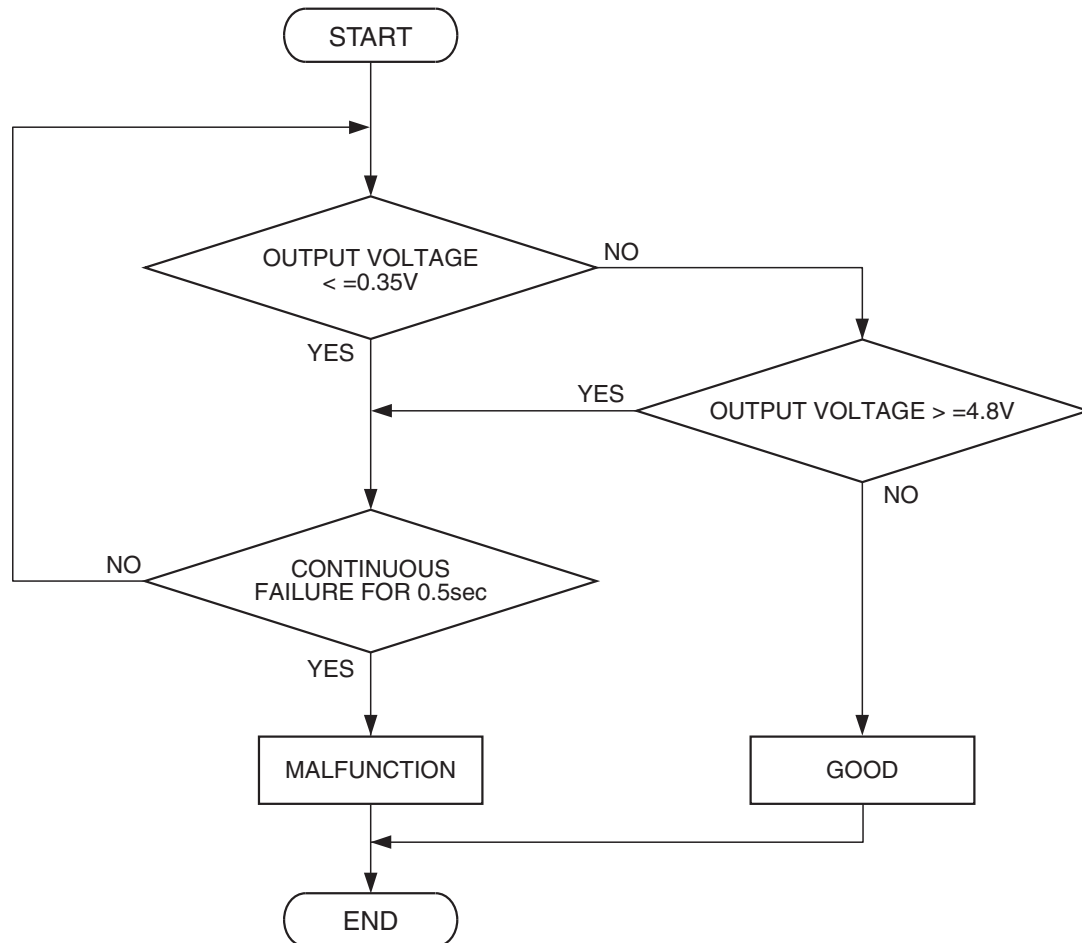 START
OUTPUT VOLTAGE
< =0.35V
NO
YES
YES
OUTPUT VOLTAGE > =4.8V
NO
NO
CONTINUOUS
FAILURE FOR 0.5sec
YES
MALFUNCTION
GOOD
END